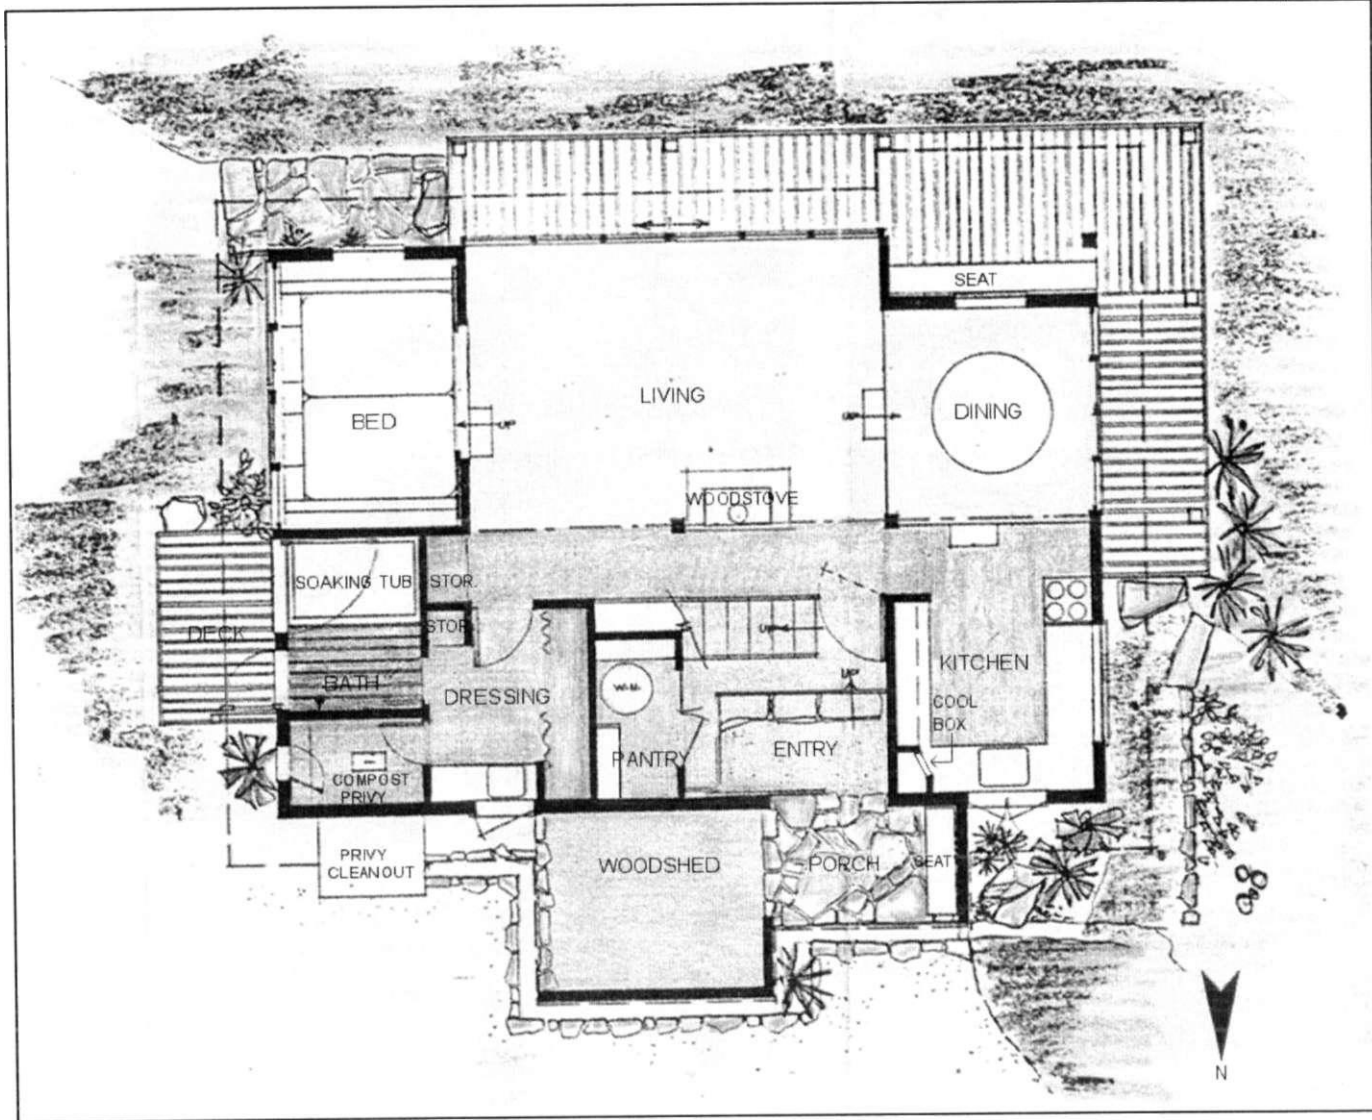 SEAT
LIVING
UP
DINING
BED
UP
WOODSTOVE
SOAKING TUB
STOR.
STOR.
DECK
UP
KITCHEN
UP
BATH
DRESSING
W.M.
COOL
BOX
ENTRY
PANTRY
COMPOST
PRIVY
PRIVY
CLEANOUT
WOODSHED
PORCH
SEAT
N